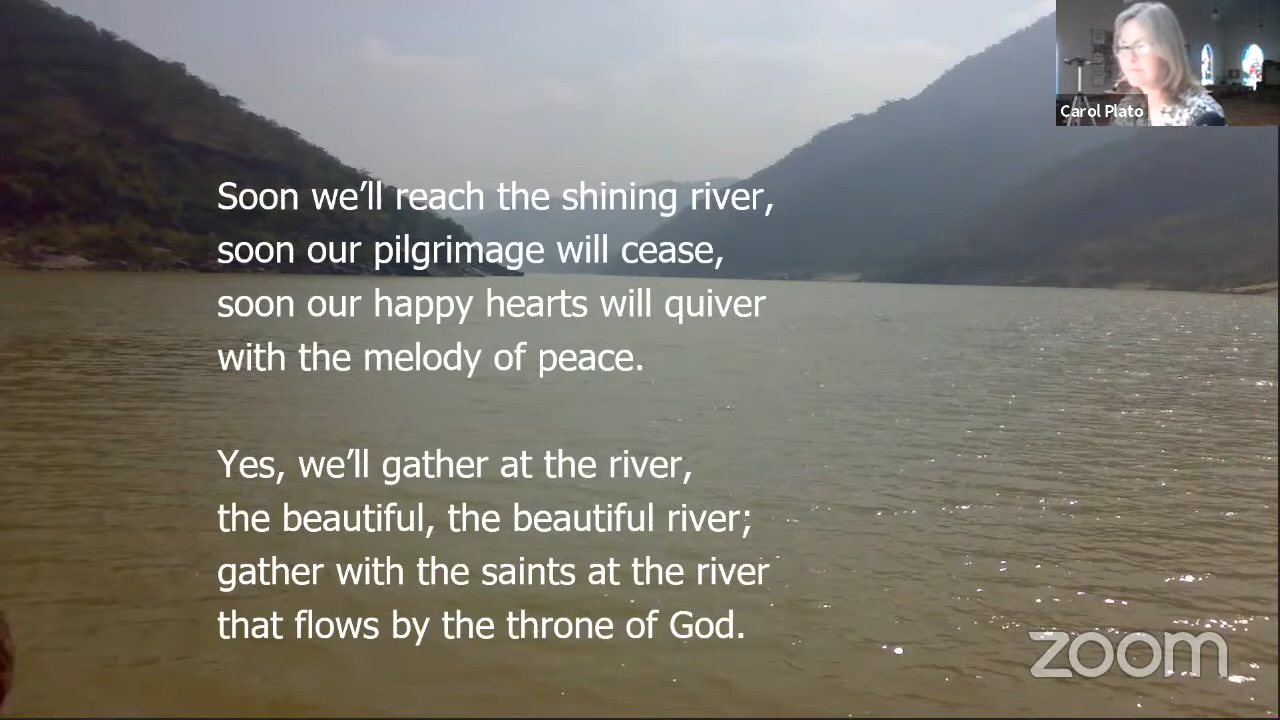 Carol Plato
Soon we’ll reach the shining river,
soon our pilgrimage will cease,
soon our happy hearts will quiver
with the melody of peace.
Yes, we’ll gather at the river,
the beautiful, the beautiful river;
gather with the saints at the river
that flows by the throne of God.
zoom